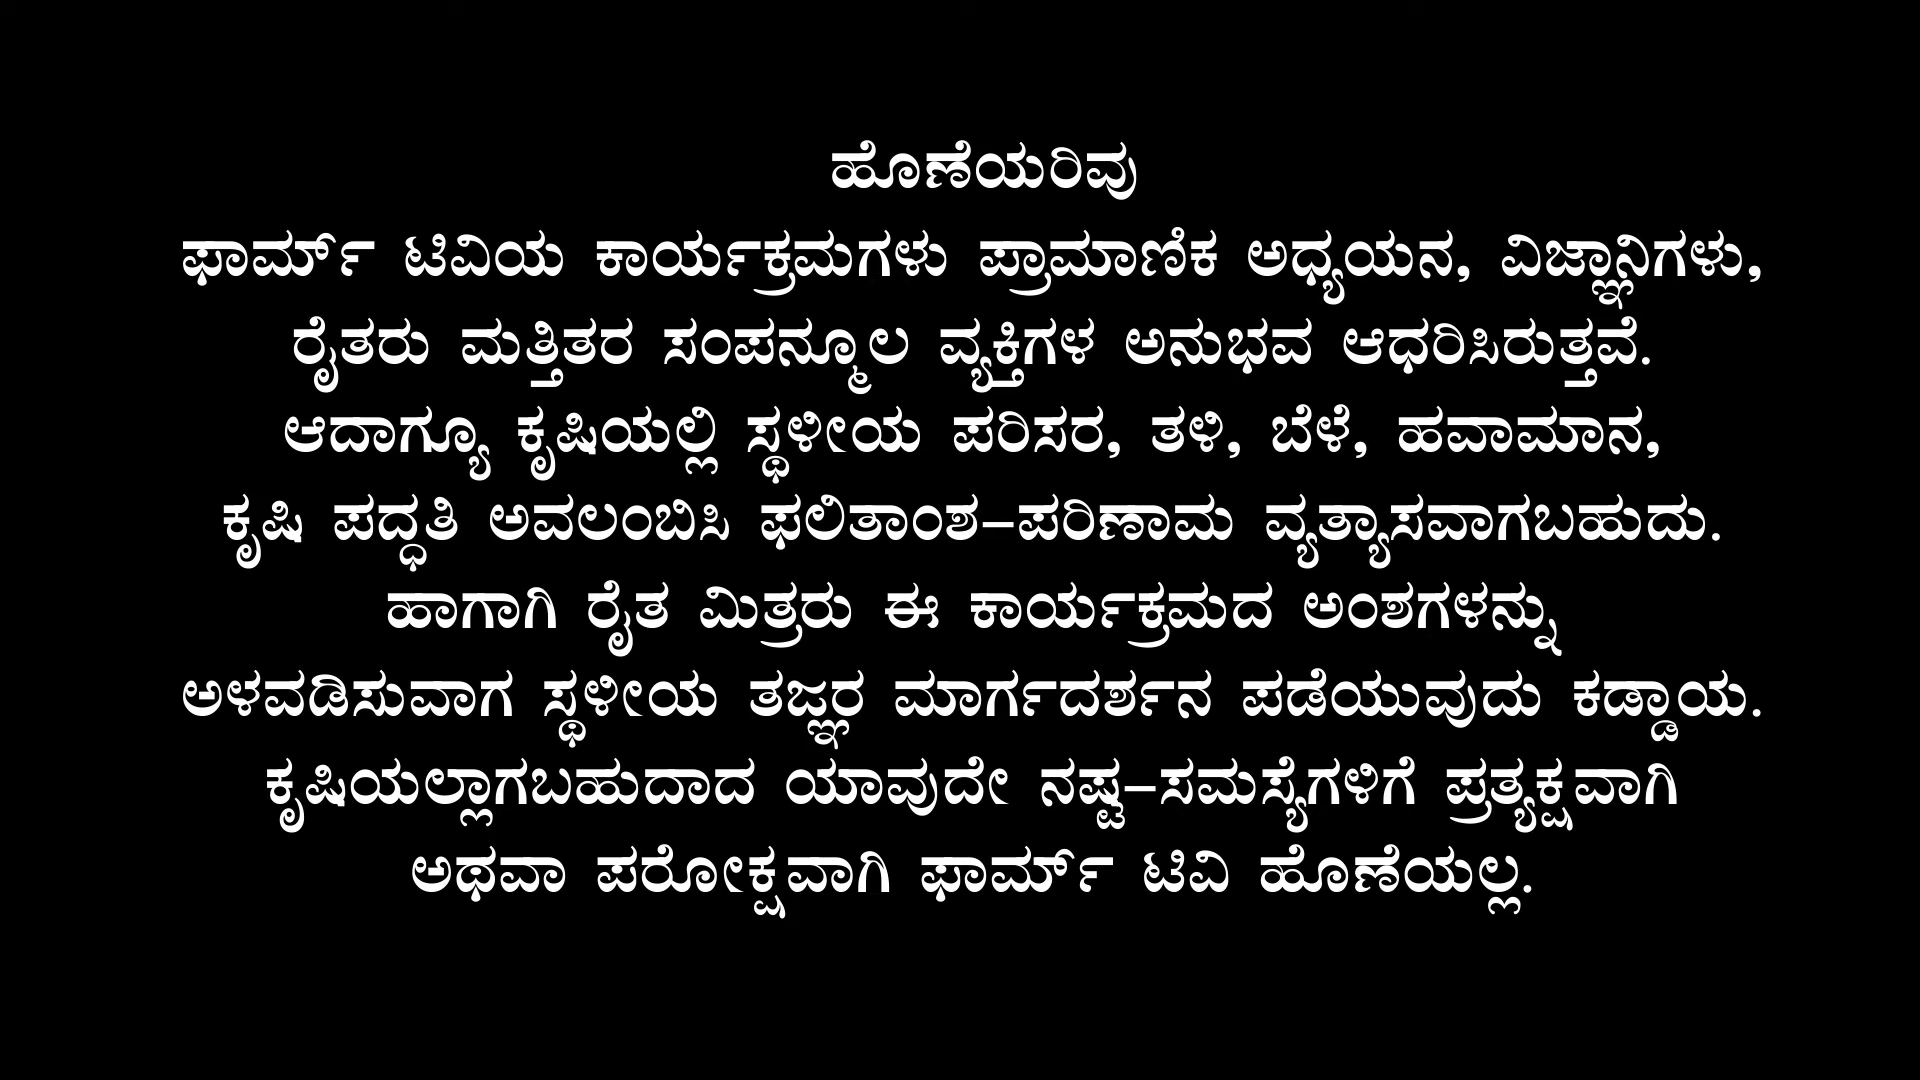 ಹೊಣೆಯರಿವು
ಫಾರ್ಮ್ ಟಿವಿಯ ಕಾರ್ಯಕ್ರಮಗಳು ಪ್ರಾಮಾಣಿಕ ಅಧ್ಯಯನ, ವಿಜ್ಞಾನಿಗಳು,
ರೈತರು ಮತ್ತಿತರ ಸಂಪನ್ಮೂಲ ವ್ಯಕ್ತಿಗಳ ಅನುಭವ ಆಧರಿಸಿರುತ್ತವೆ.
ಆದಾಗ್ಯೂ ಕೃಷಿಯಲ್ಲಿ ಸ್ಥಳೀಯ ಪರಿಸರ, ತಳಿ, ಬೆಳೆ, ಹವಾಮಾನ,
ಕೃಷಿ ಪದ್ಧತಿ ಅವಲಂಬಿಸಿ ಫಲಿತಾಂಶ-ಪರಿಣಾಮ ವ್ಯತ್ಯಾಸವಾಗಬಹುದು.
ಹಾಗಾಗಿ ರೈತ ಮಿತ್ರರು ಈ ಕಾರ್ಯಕ್ರಮದ ಅಂಶಗಳನ್ನು
ಅಳವಡಿಸುವಾಗ ಸ್ಥಳೀಯ ತಜ್ಞರ ಮಾರ್ಗದರ್ಶನ ಪಡೆಯುವುದು ಕಡ್ಡಾಯ.
ಕೃಷಿಯಲ್ಲಾಗಬಹುದಾದ ಯಾವುದೇ ನಷ್ಟ-ಸಮಸ್ಯೆಗಳಿಗೆ ಪ್ರತ್ಯಕ್ಷವಾಗಿ
ಅಥವಾ ಪರೋಕ್ಷವಾಗಿ ಫಾರ್ಮ್ ಟಿವಿ ಹೊಣೆಯಲ್ಲ.